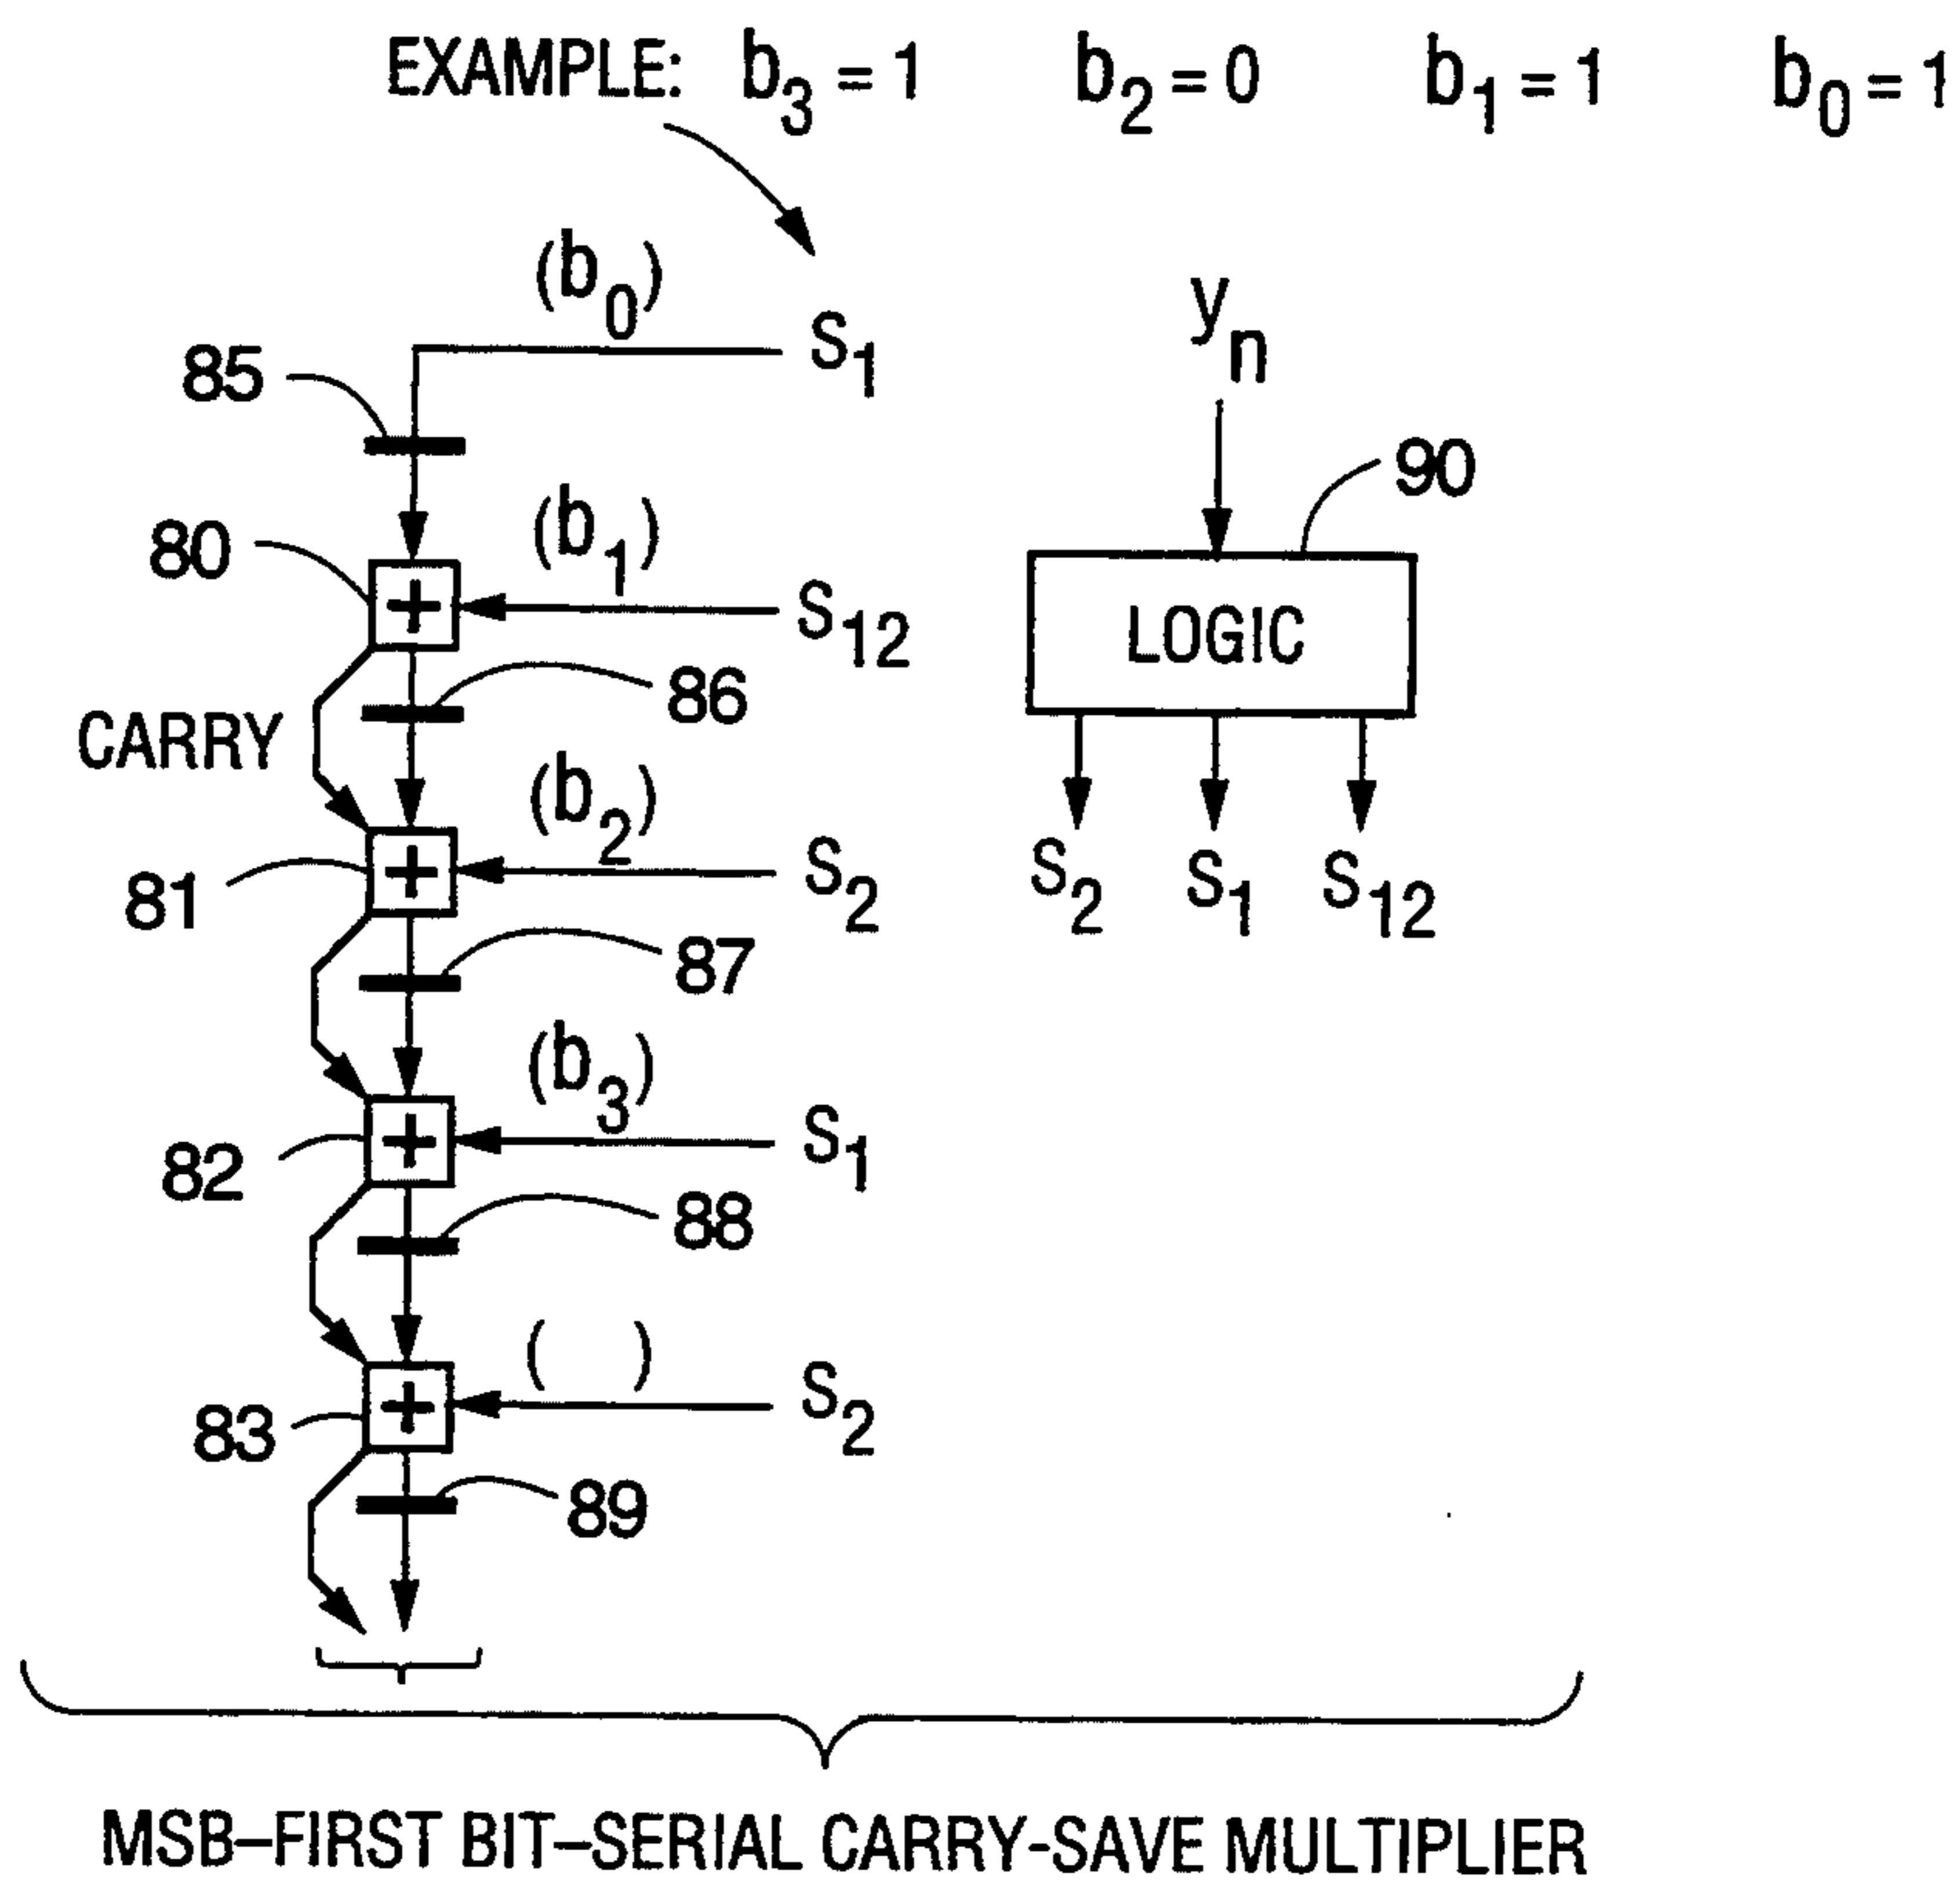 EXAMPLE: b3 = 1 b2 = 0 b1 = 1 b0 = 1
(b0)
S1
yn
85
90
80
(b1)
S12
LOGIC
86
CARRY
(b2)
81
S2
S2 S1 S12
87
(b3)
82
S1
88
( )
83
S2
89
MSB–FIRST BIT–SERIAL CARRY-SAVE MULTIPLIER